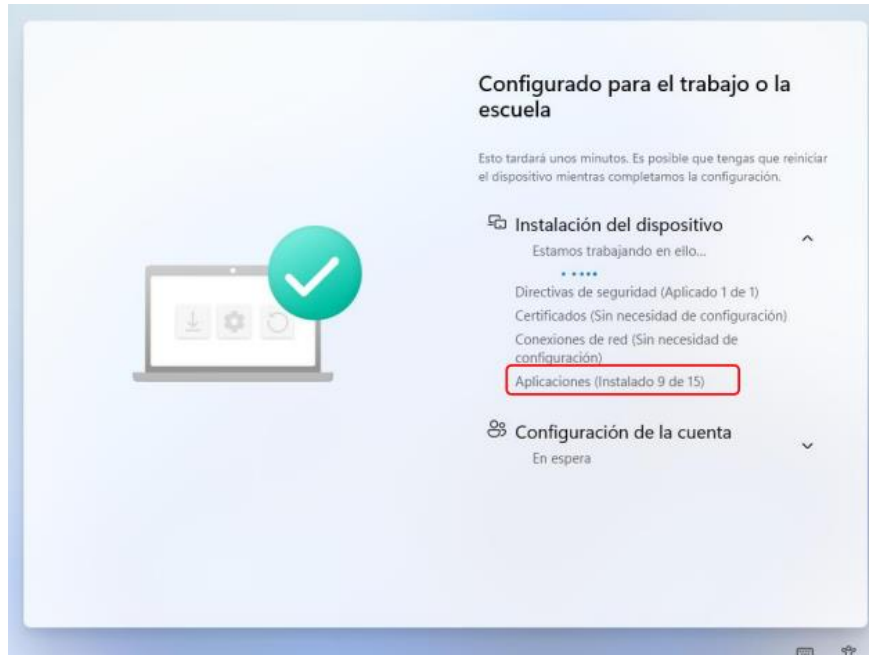 Configurado para el trabajo o la
escuela
Esto tardará unos minutos. Es posible que tengas que reiniciar
el dispositivo mientras completamos la configuración.
Instalación del dispositivo
Estamos trabajando en ello...
Directivas de seguridad (Aplicado 1 de 1)
Certificados (Sin necesidad de configuración)
Conexiones de red (Sin necesidad de
configuración)
Aplicaciones (Instalado 9 de 15)
Configuración de la cuenta
En espera